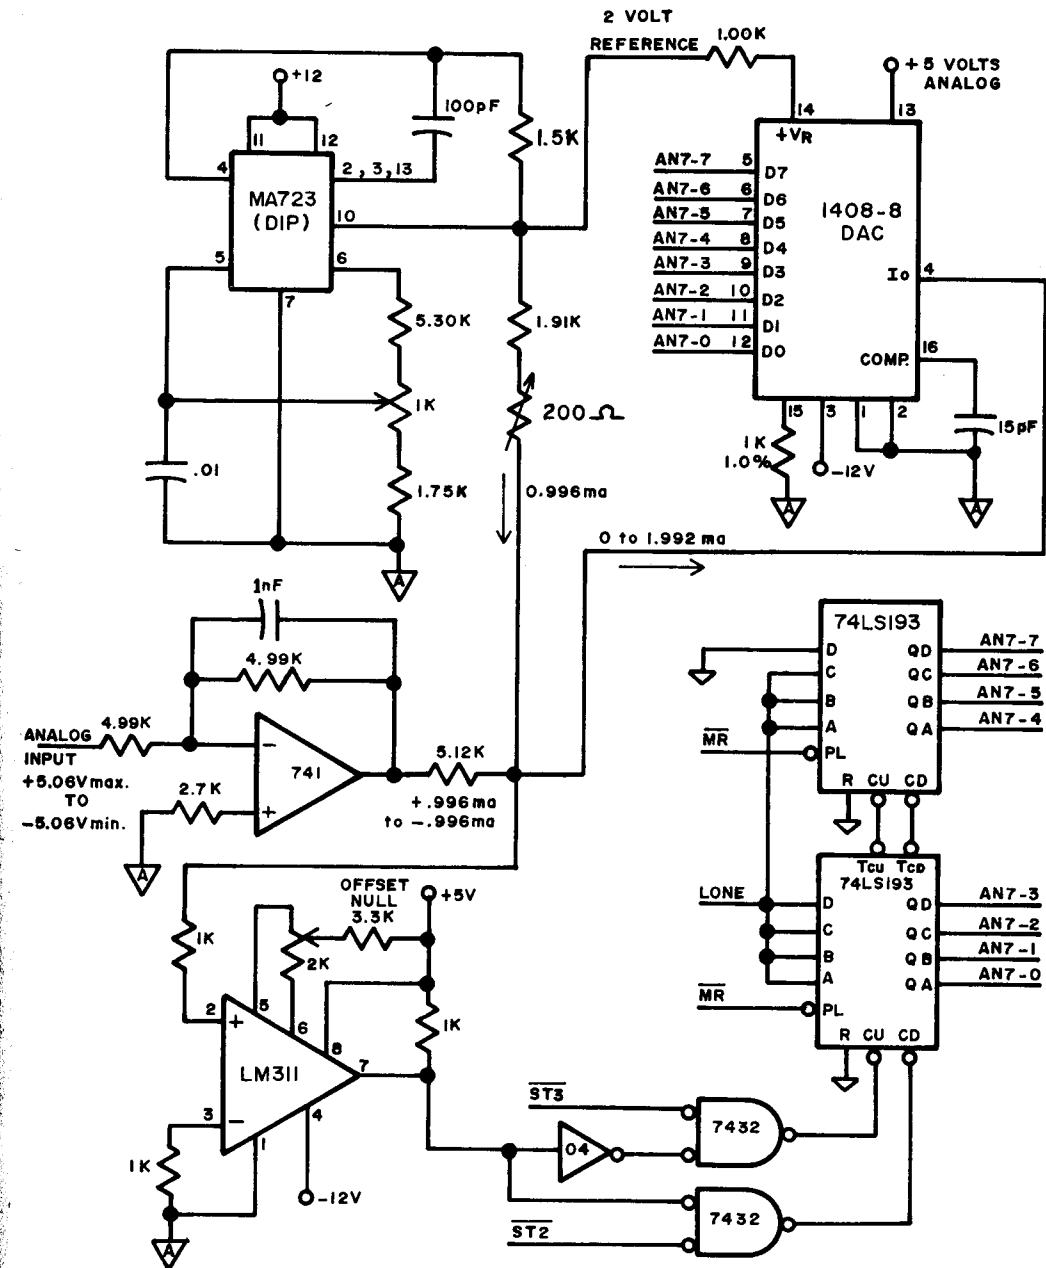 2 VOLT
REFERENCE
1.00K
+12
+5 VOLTS
ANALOG
100pF
1.5K
11
12
4
2, 3, 13
MA723
(DIP)
10
5
6
7
5.30K
1K
.01
1.75K
A
1.91K
200Ω
0.996ma
14
13
+VR
1408-8
DAC
AN7-7 5 D7
AN7-6 6 D6
AN7-5 7 D5
AN7-4 8 D4
AN7-3 9 D3
AN7-2 10 D2
AN7-1 11 D1
AN7-0 12 D0
Io 4
COMP. 16
15
3
1
2
15pF
1K
1.0%
-12V
A
A
0 to 1.992 ma
1nF
4.99K
4.99K
ANALOG
INPUT
+5.06Vmax.
TO
-5.06Vmin.
-
741
+
2.7K
A
5.12K
+.996ma
to -.996ma
74LS193
D QD AN7-7
C QC AN7-6
B QB AN7-5
A QA AN7-4
MR
PL
R CU CD
TCU TCD
74LS193
LONE
D QD AN7-3
C QC AN7-2
B QB AN7-1
A QA AN7-0
MR
PL
R CU CD
OFFSET
NULL
3.3K
+5V
1K
2K
5
6
8
2 +
LM311
7
1K
3 -
4
1
1K
-12V
A
ST3
7432
04
7432
ST2